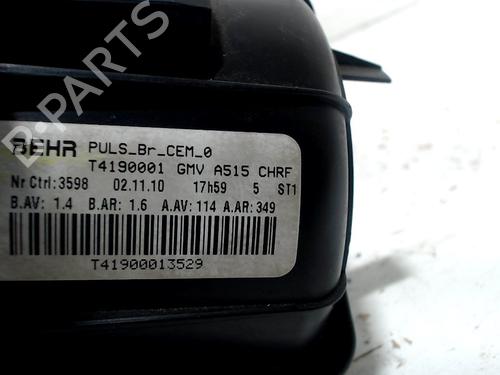 BEHR PULS_Br_CEM_0
T4190001 GMV A515 CHRF
Nr Ctrl:3598 02.11.10 17h59 5 ST1
B.AV: 1.4 B.AR: 1.6 A.AV: 114 A.AR: 349
T41900013529
B-PARTS